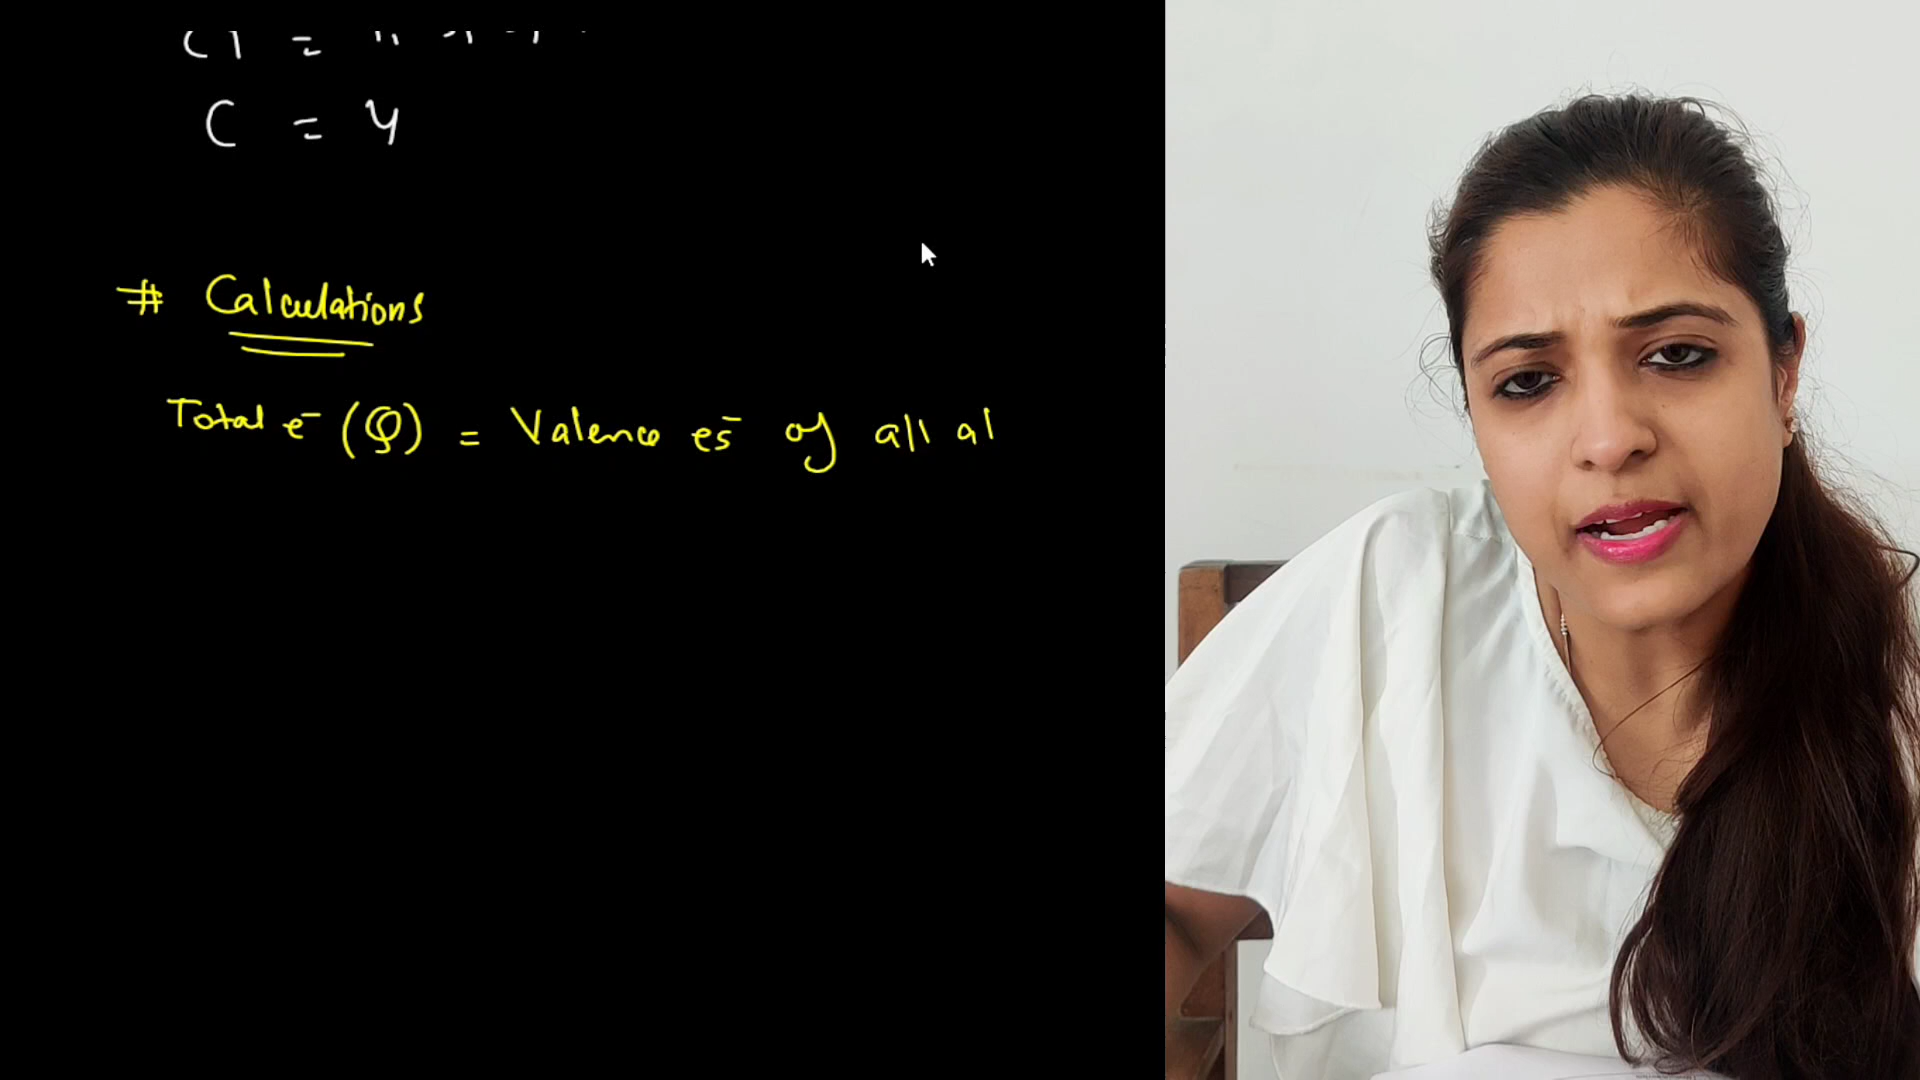 C = 4
# Calculations
Total e⁻ (Q) = Valence es⁻ of all al